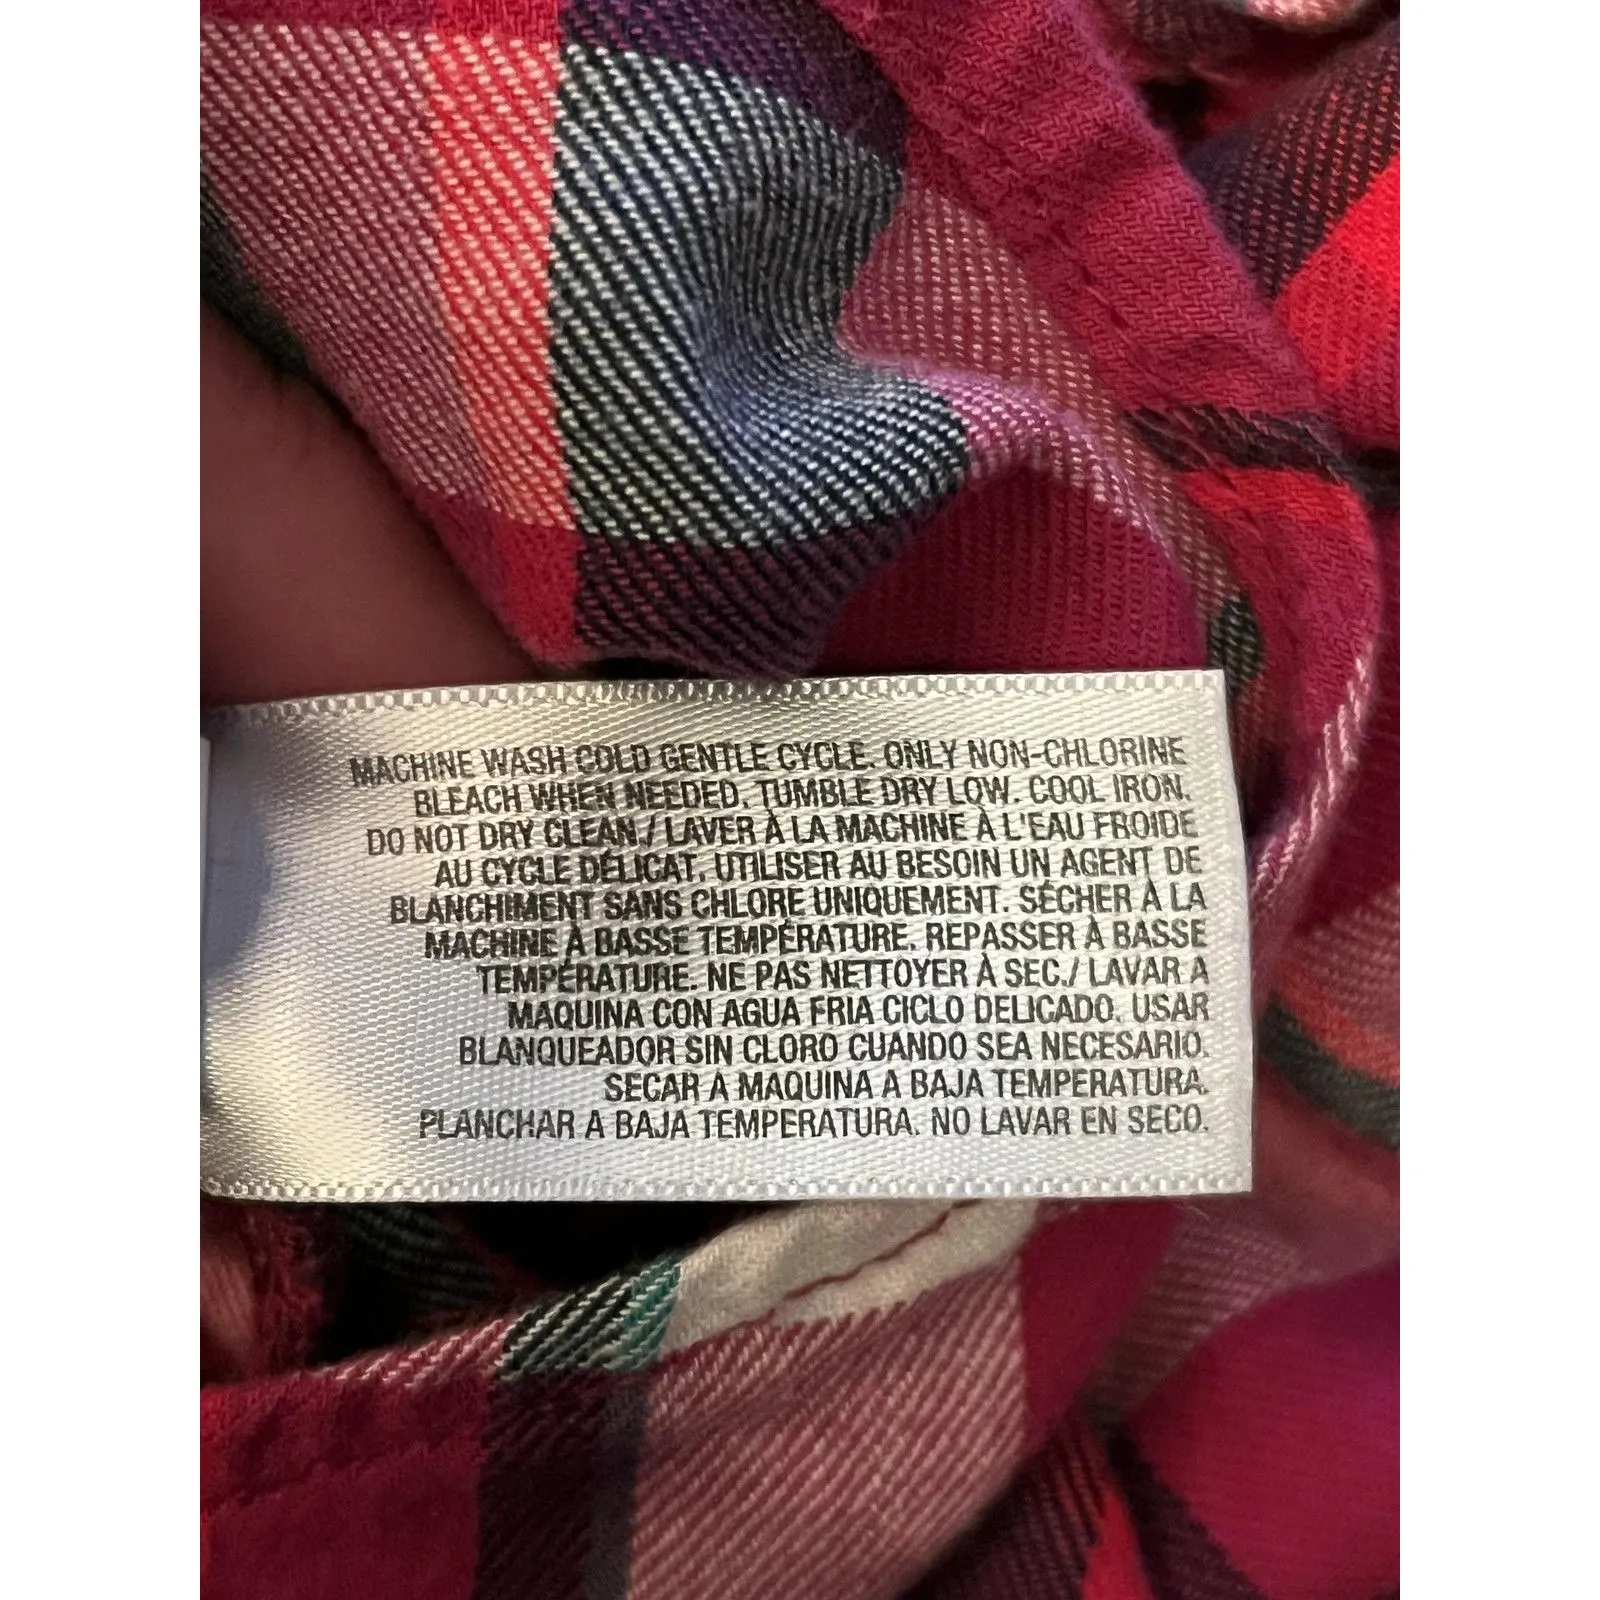 MACHINE WASH COLD GENTLE CYCLE. ONLY NON-CHLORINE
BLEACH WHEN NEEDED. TUMBLE DRY LOW. COOL IRON.
DO NOT DRY CLEAN./ LAVER À LA MACHINE À L'EAU FROIDE
AU CYCLE DÉLICAT. UTILISER AU BESOIN UN AGENT DE
BLANCHIMENT SANS CHLORE UNIQUEMENT. SÉCHER À LA
MACHINE À BASSE TEMPÉRATURE. REPASSER À BASSE
TEMPÉRATURE. NE PAS NETTOYER À SEC./ LAVAR A
MAQUINA CON AGUA FRIA CICLO DELICADO. USAR
BLANQUEADOR SIN CLORO CUANDO SEA NECESARIO.
SECAR A MAQUINA A BAJA TEMPERATURA.
PLANCHAR A BAJA TEMPERATURA. NO LAVAR EN SECO.